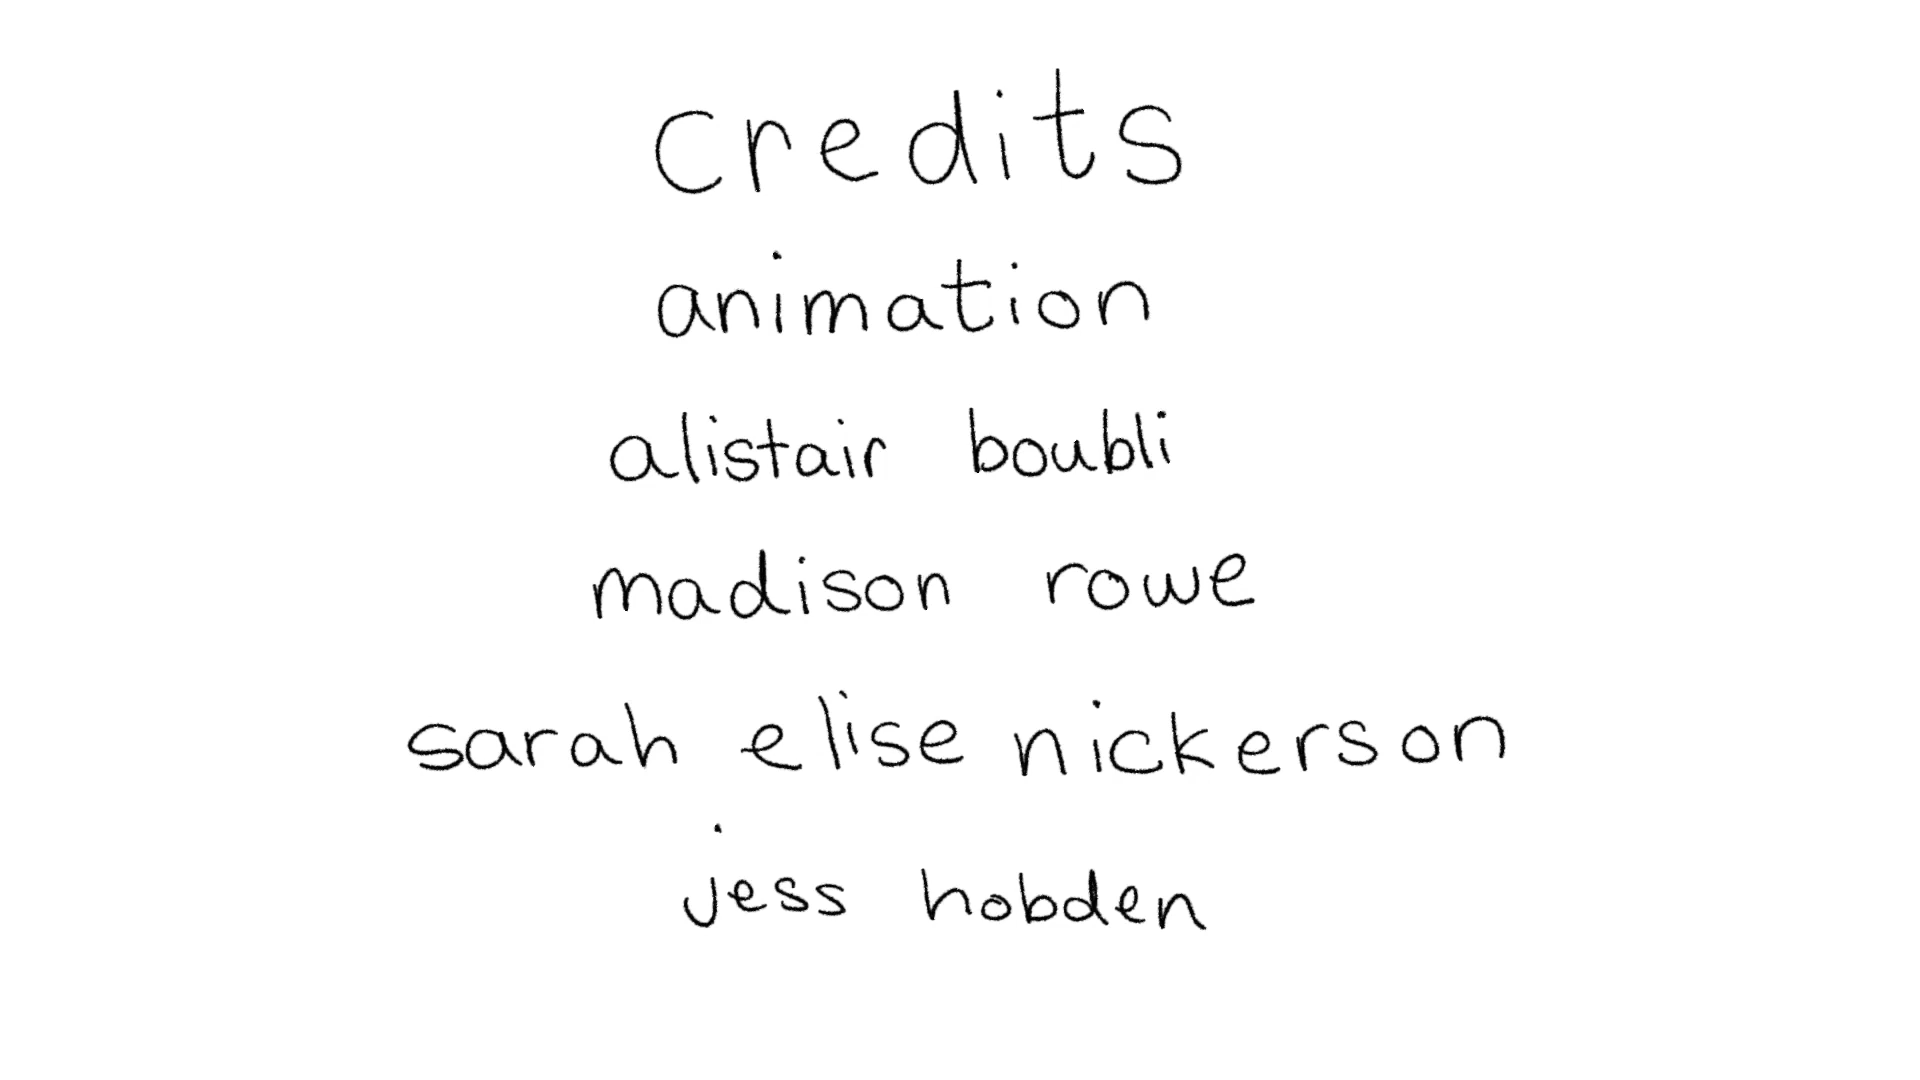 credits
animation
alistair boubli
madison rowe
sarah elise nickerson
jess hobden